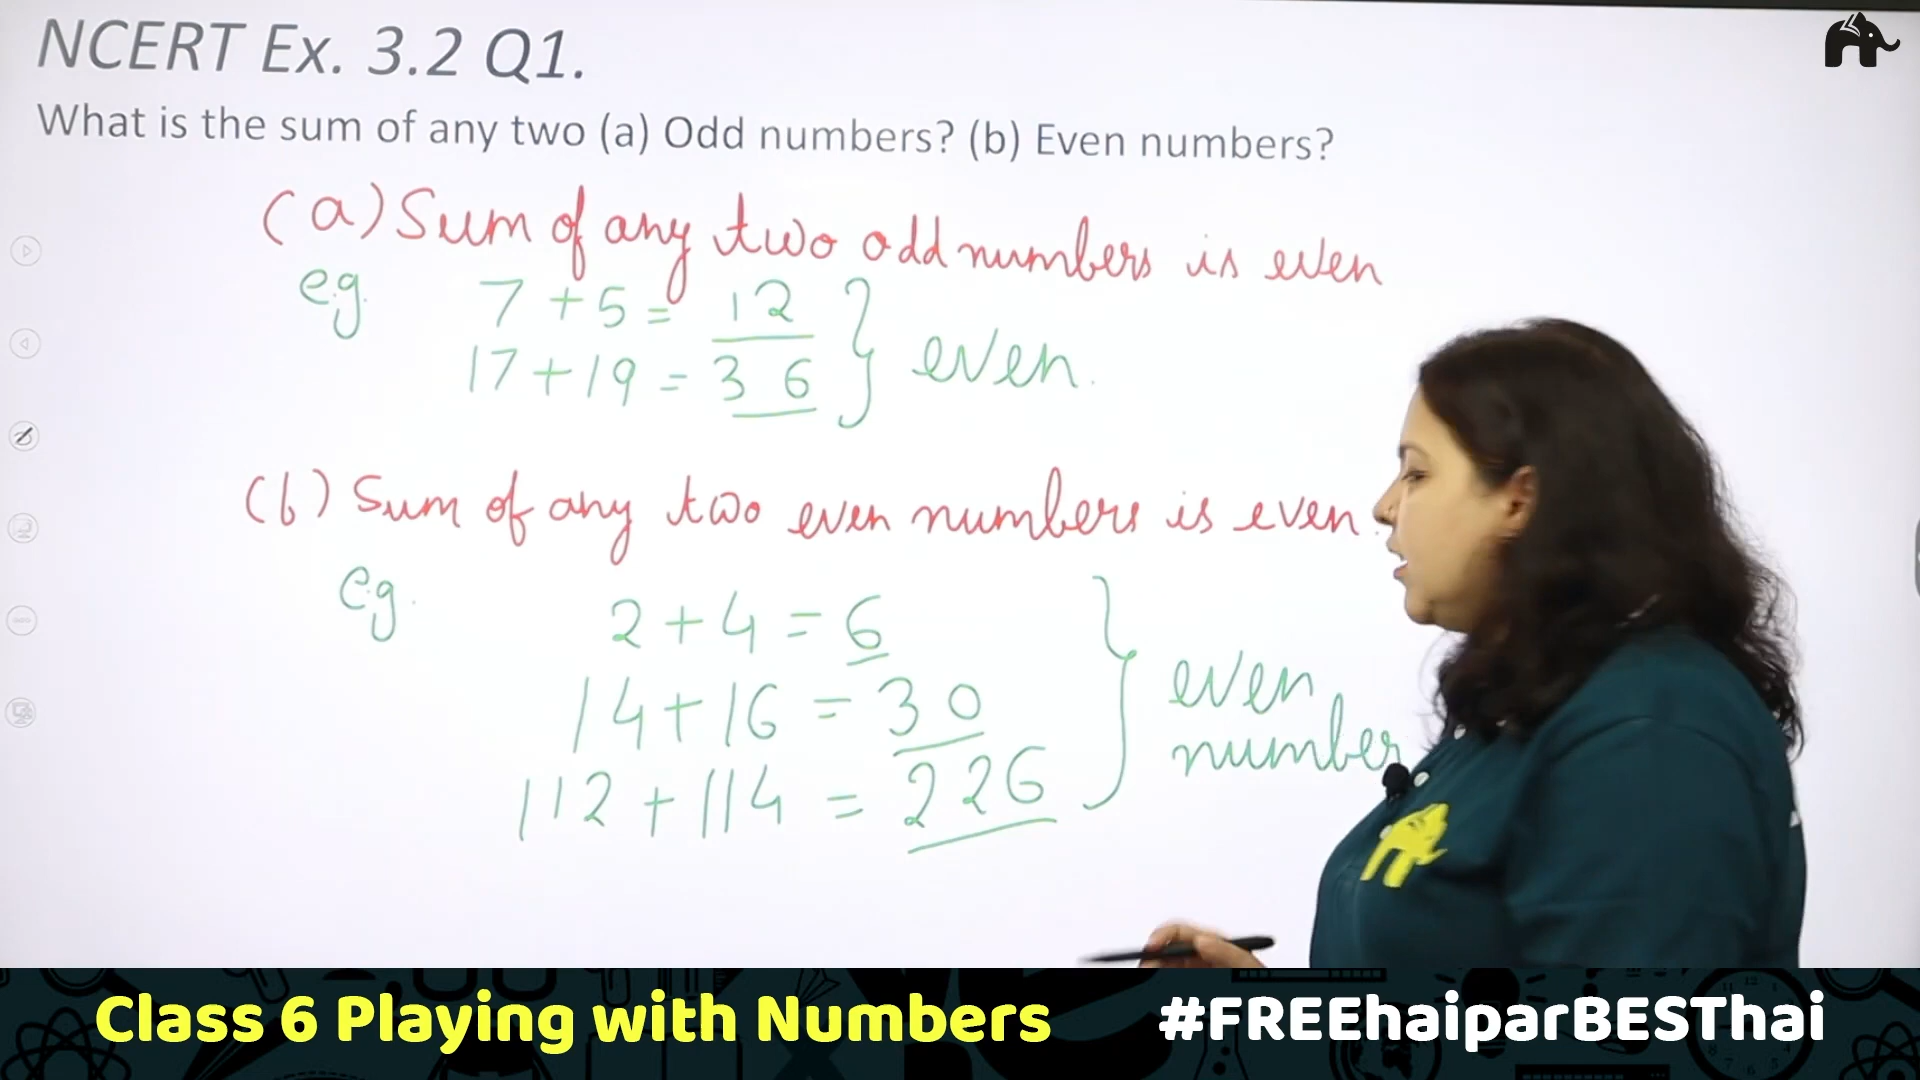 NCERT Ex. 3.2 Q1.
What is the sum of any two (a) Odd numbers? (b) Even numbers?
(a) Sum of any two odd numbers is even
e.g. 7 + 5 = 12
17 + 19 = 36
even.
(b) Sum of any two even numbers is even.
e.g. 2 + 4 = 6
14 + 16 = 30
112 + 114 = 226
even
number
Class 6 Playing with Numbers #FREEhaiparBESThai